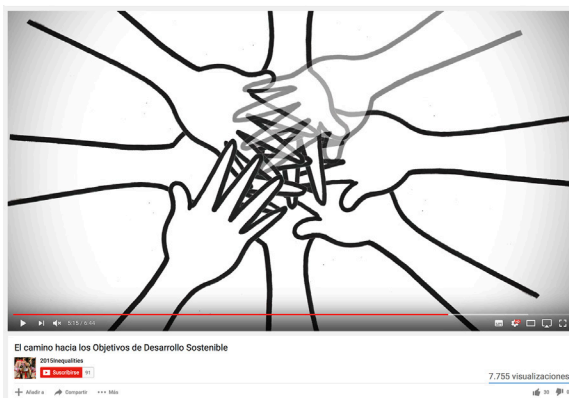 5:15 / 6:44
El camino hacia los Objetivos de Desarrollo Sostenible
2015inequalities
Suscribirse 91
7.755 visualizaciones
Añadir a Compartir Más